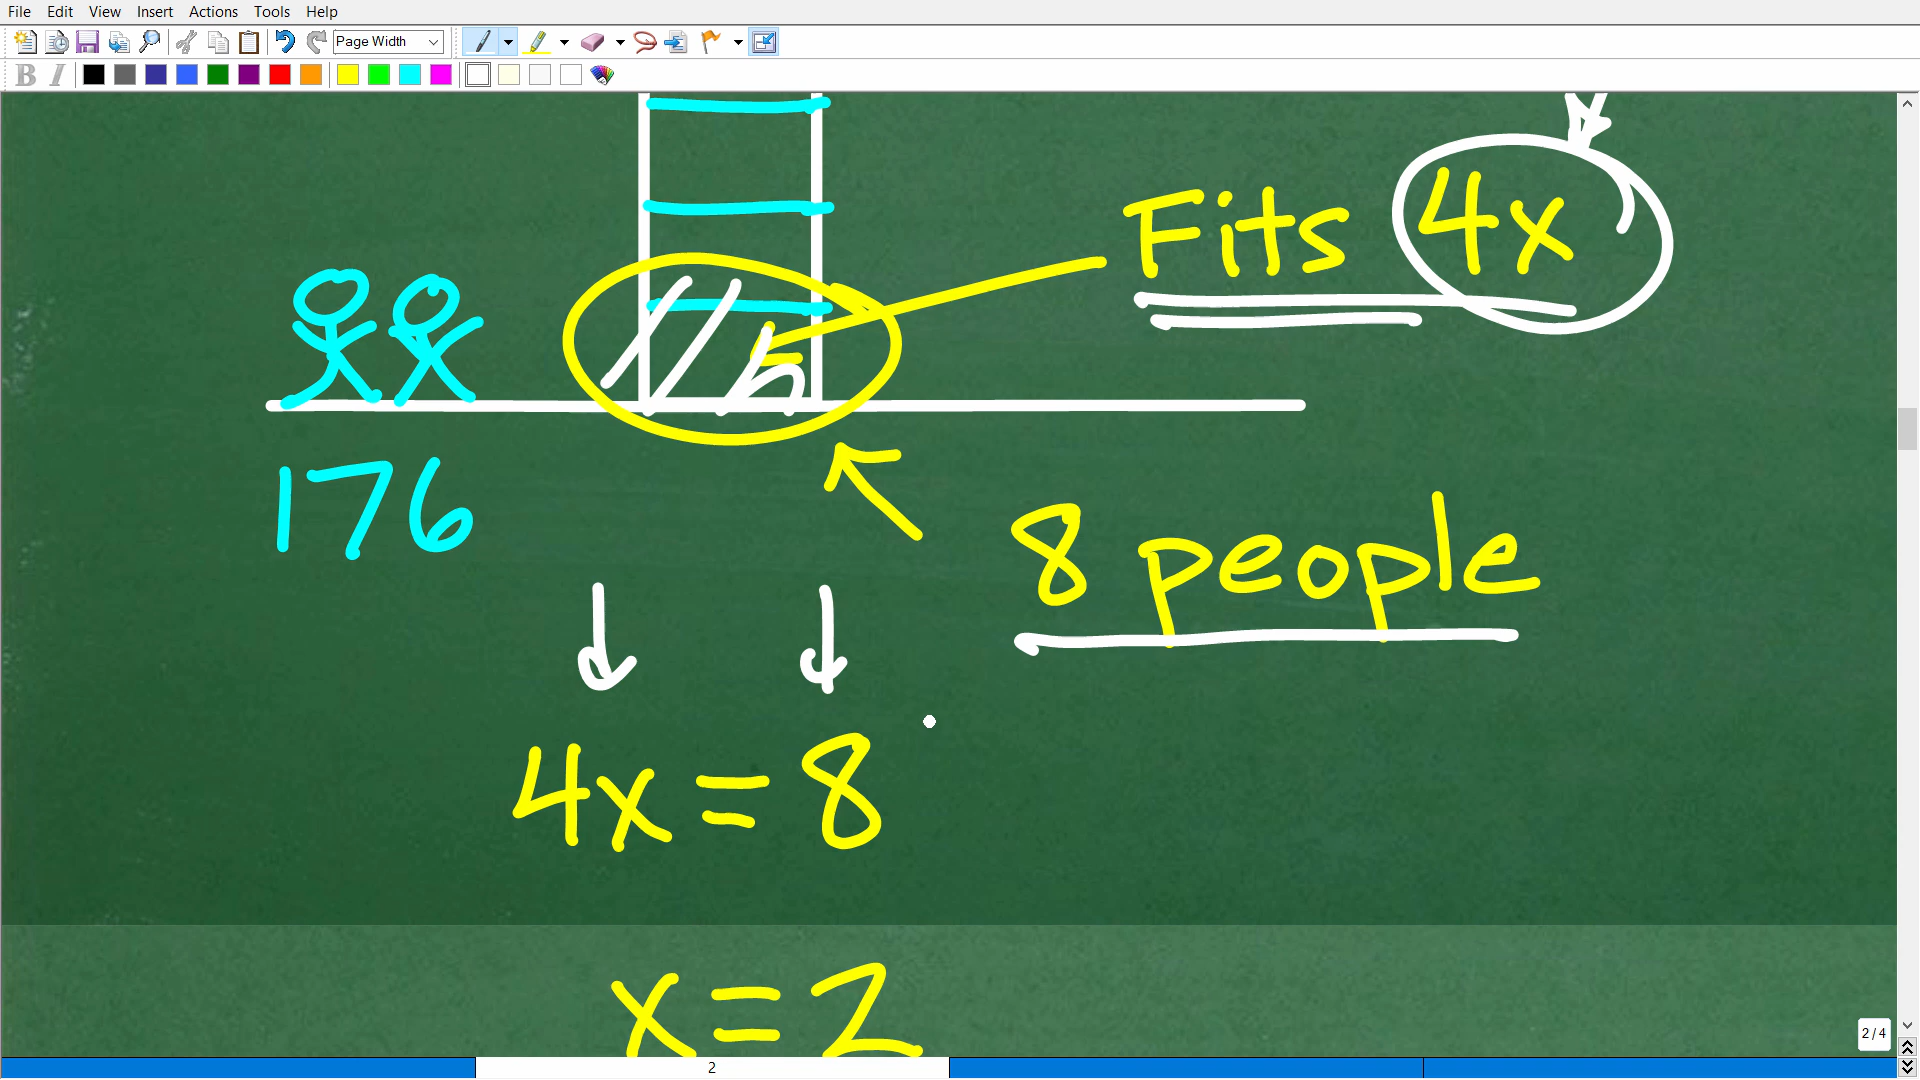 File Edit View Insert Actions Tools Help
Page Width
B I
Fits 4x
176
8 people
4x = 8
x = 2
2 / 4
2